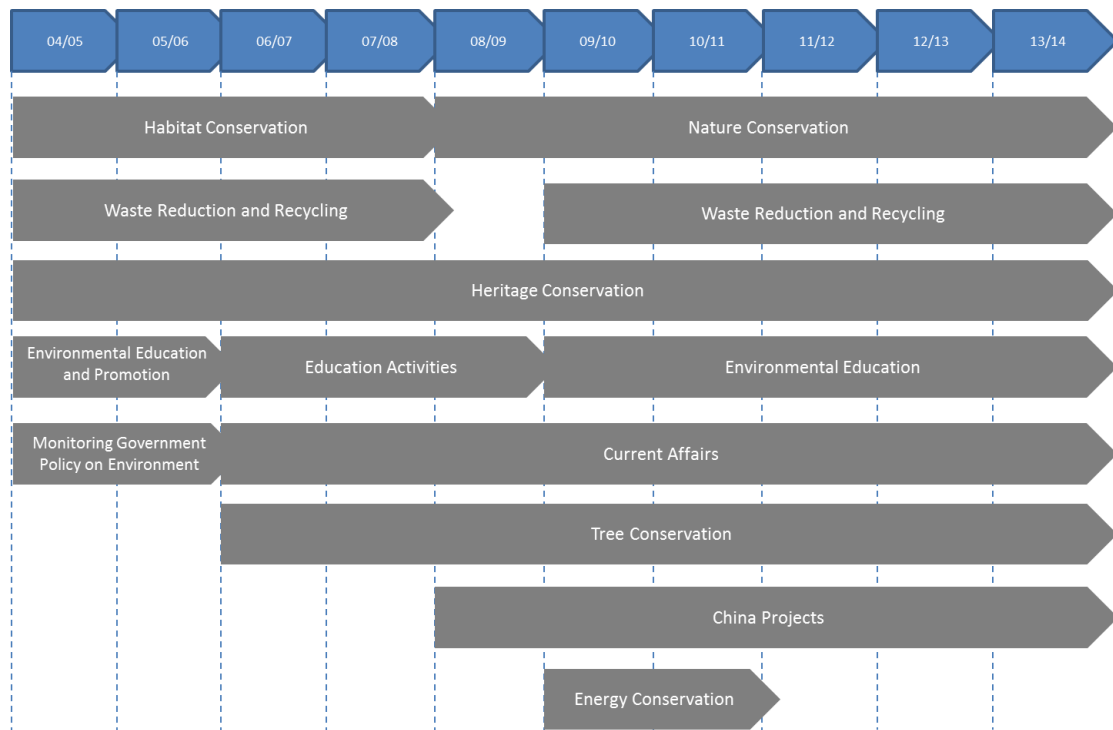 04/05 05/06 06/07 07/08 08/09 09/10 10/11 11/12 12/13 13/14
Habitat Conservation Nature Conservation
Waste Reduction and Recycling Waste Reduction and Recycling
Heritage Conservation
Environmental Education
and Promotion
Education Activities
Environmental Education
Monitoring Government
Policy on Environment
Current Affairs
Tree Conservation
China Projects
Energy Conservation